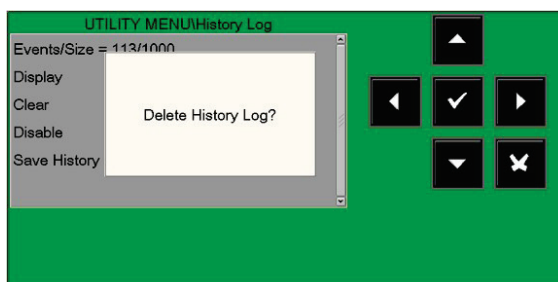 UTILITY MENU\History Log
Events/Size = 113/1000
Display
Clear
Delete History Log?
Disable
Save History